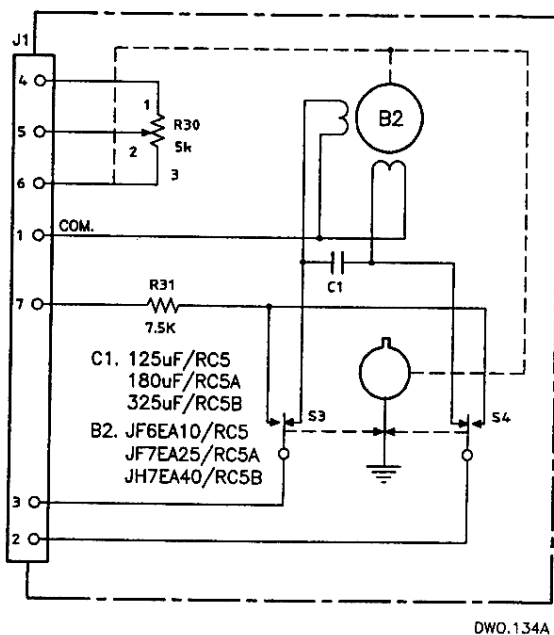 J1
4
1
R30
5k
5
2
3
6
B2
1
COM.
C1
7
R31
7.5K
C1. 125uF/RC5
180uF/RC5A
325uF/RC5B
B2. JF6EA10/RC5
JF7EA25/RC5A
JH7EA40/RC5B
S3
S4
3
2
DWO.134A